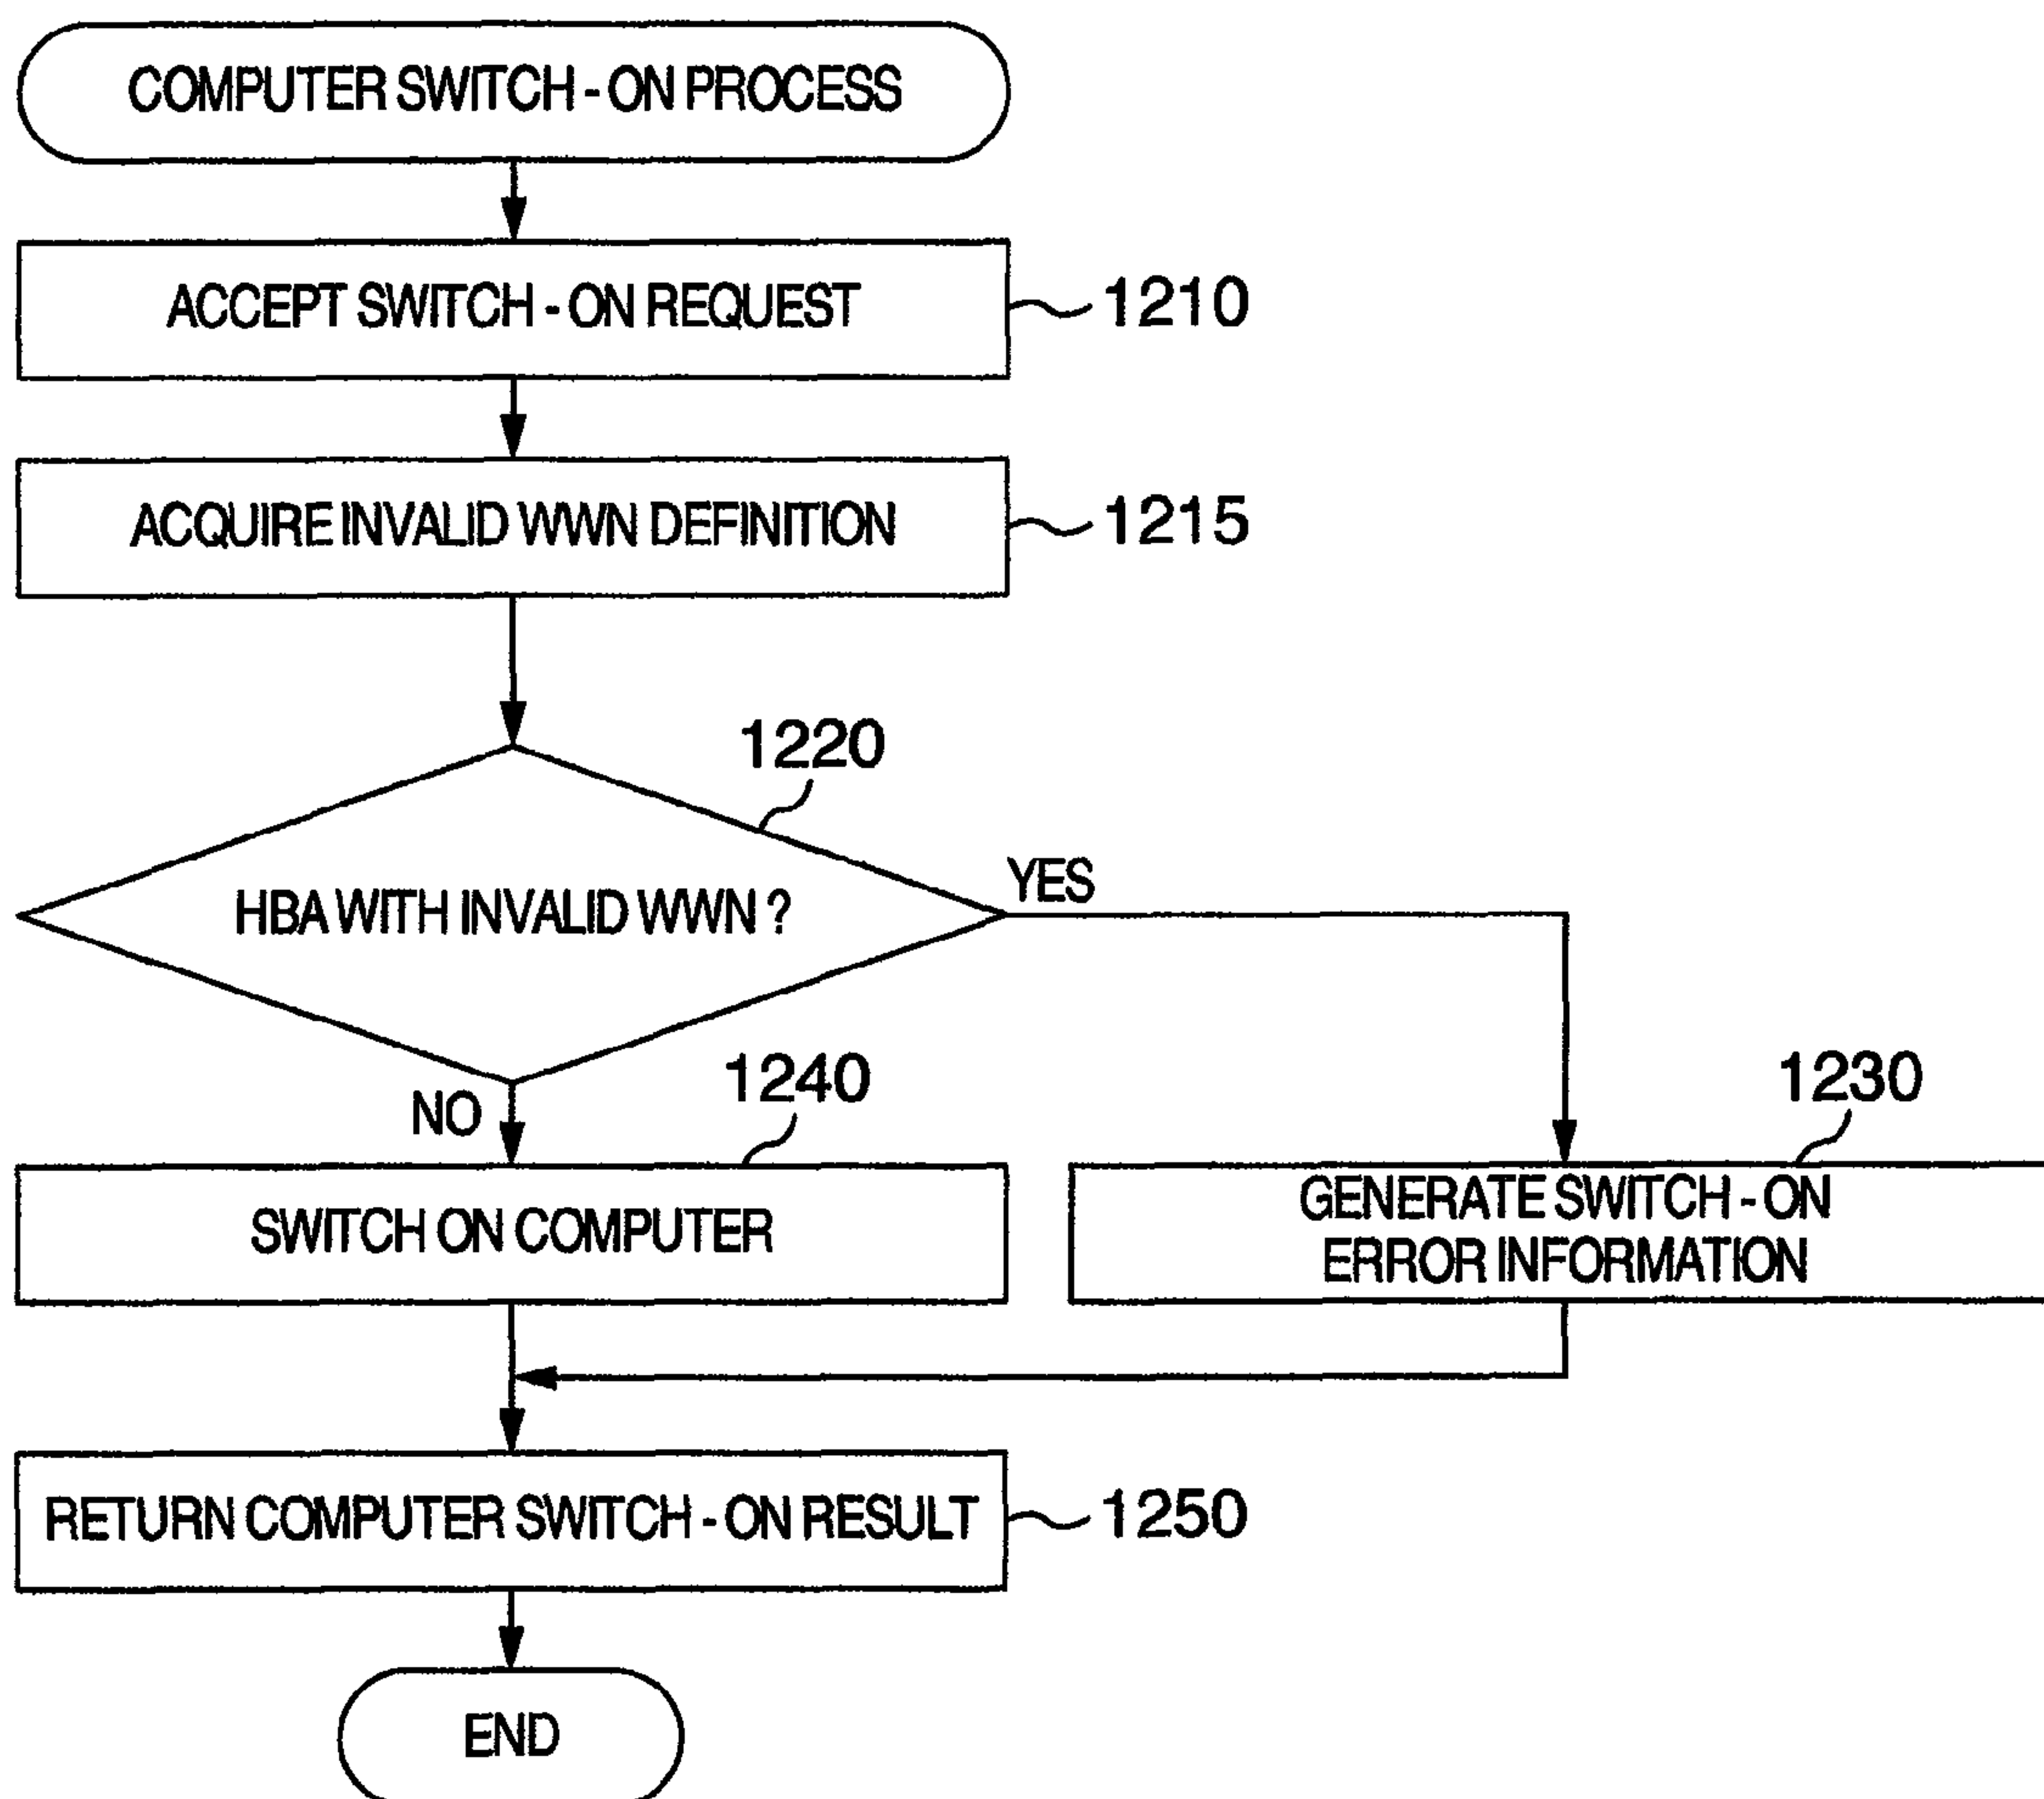 COMPUTER SWITCH - ON PROCESS
ACCEPT SWITCH - ON REQUEST
1210
ACQUIRE INVALID WWN DEFINITION
1215
1220
HBA WITH INVALID WWN ?
YES
NO
1240
1230
SWITCH ON COMPUTER
GENERATE SWITCH - ON
ERROR INFORMATION
RETURN COMPUTER SWITCH - ON RESULT
1250
END